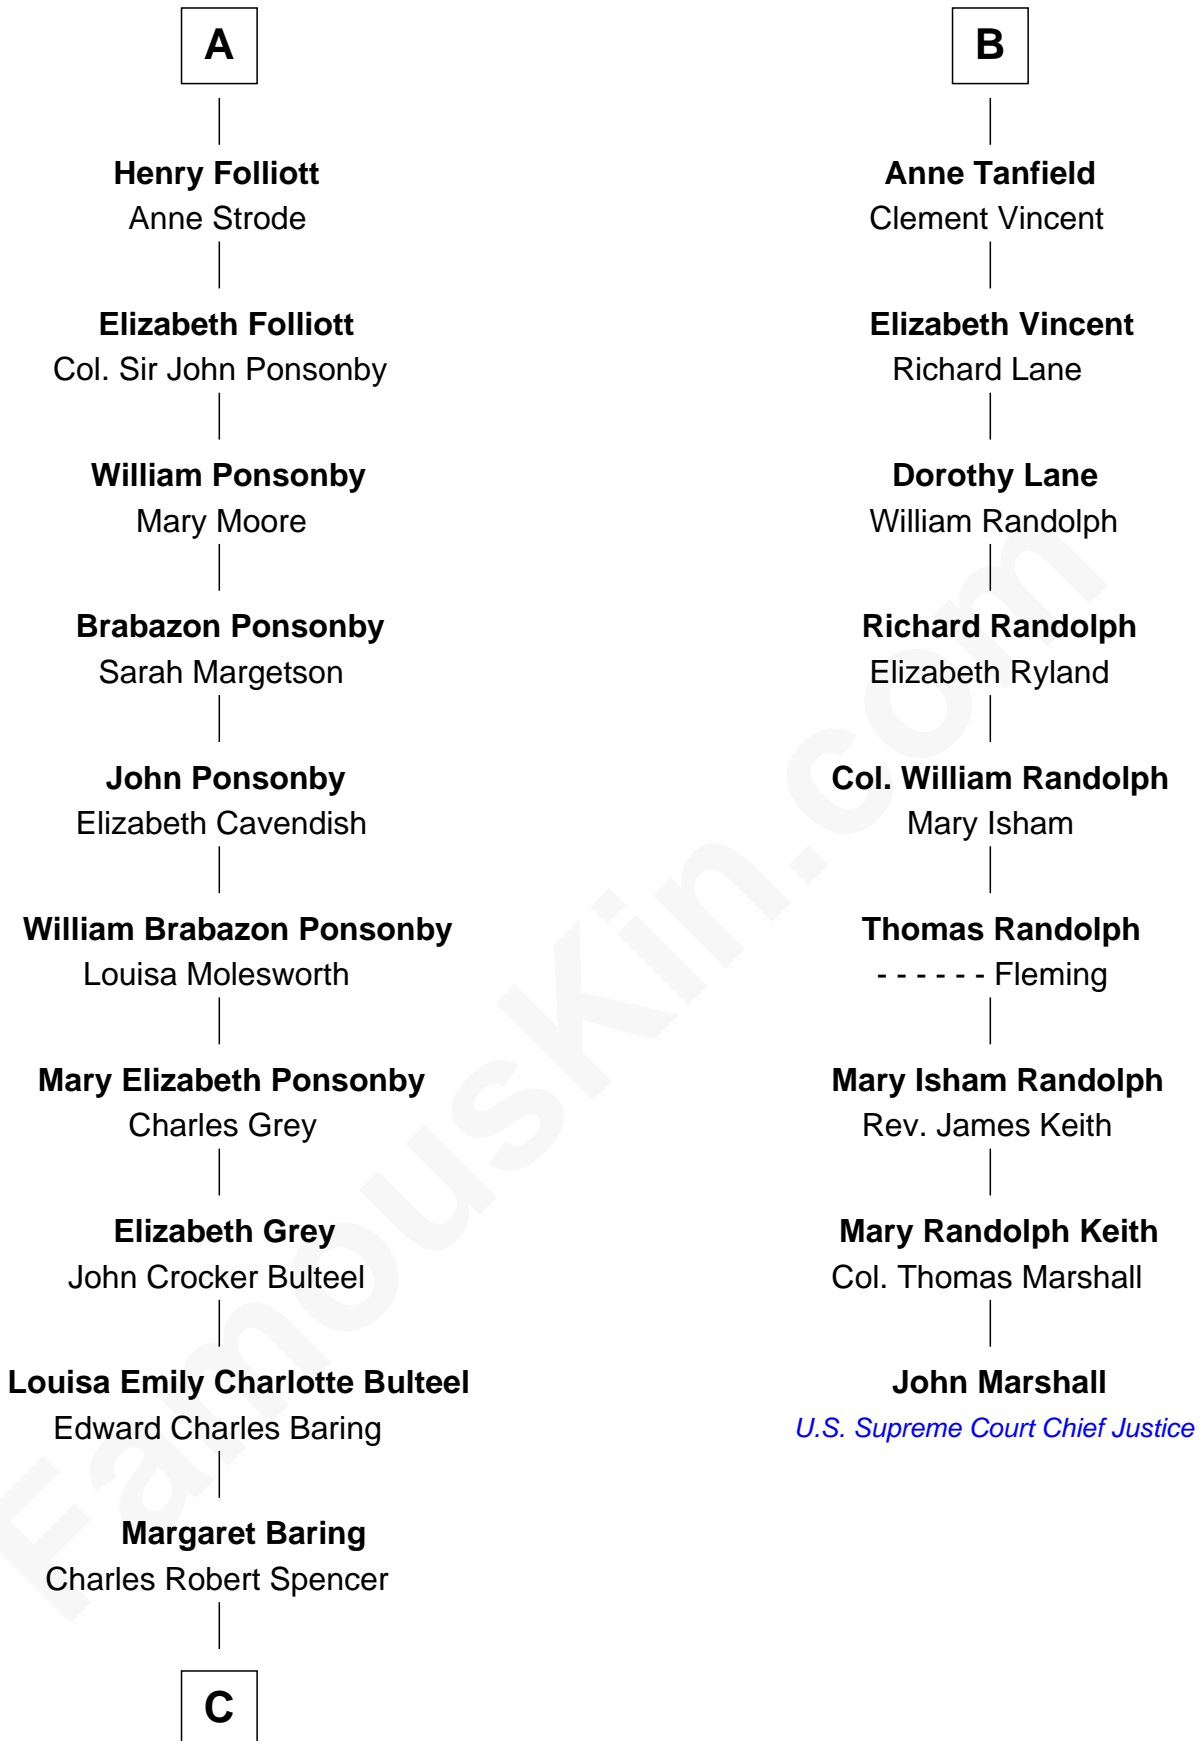 A
Henry Folliott
Anne Strode
Elizabeth Folliott
Col. Sir John Ponsonby
William Ponsonby
Mary Moore
Brabazon Ponsonby
Sarah Margetson
John Ponsonby
Elizabeth Cavendish
William Brabazon Ponsonby
Louisa Molesworth
Mary Elizabeth Ponsonby
Charles Grey
Elizabeth Grey
John Crocker Bulteel
Louisa Emily Charlotte Bulteel
Edward Charles Baring
Margaret Baring
Charles Robert Spencer
C
B
Anne Tanfield
Clement Vincent
Elizabeth Vincent
Richard Lane
Dorothy Lane
William Randolph
Richard Randolph
Elizabeth Ryland
Col. William Randolph
Mary Isham
Thomas Randolph
- - - - - - Fleming
Mary Isham Randolph
Rev. James Keith
Mary Randolph Keith
Col. Thomas Marshall
John Marshall
U.S. Supreme Court Chief Justice
FamousKin.com